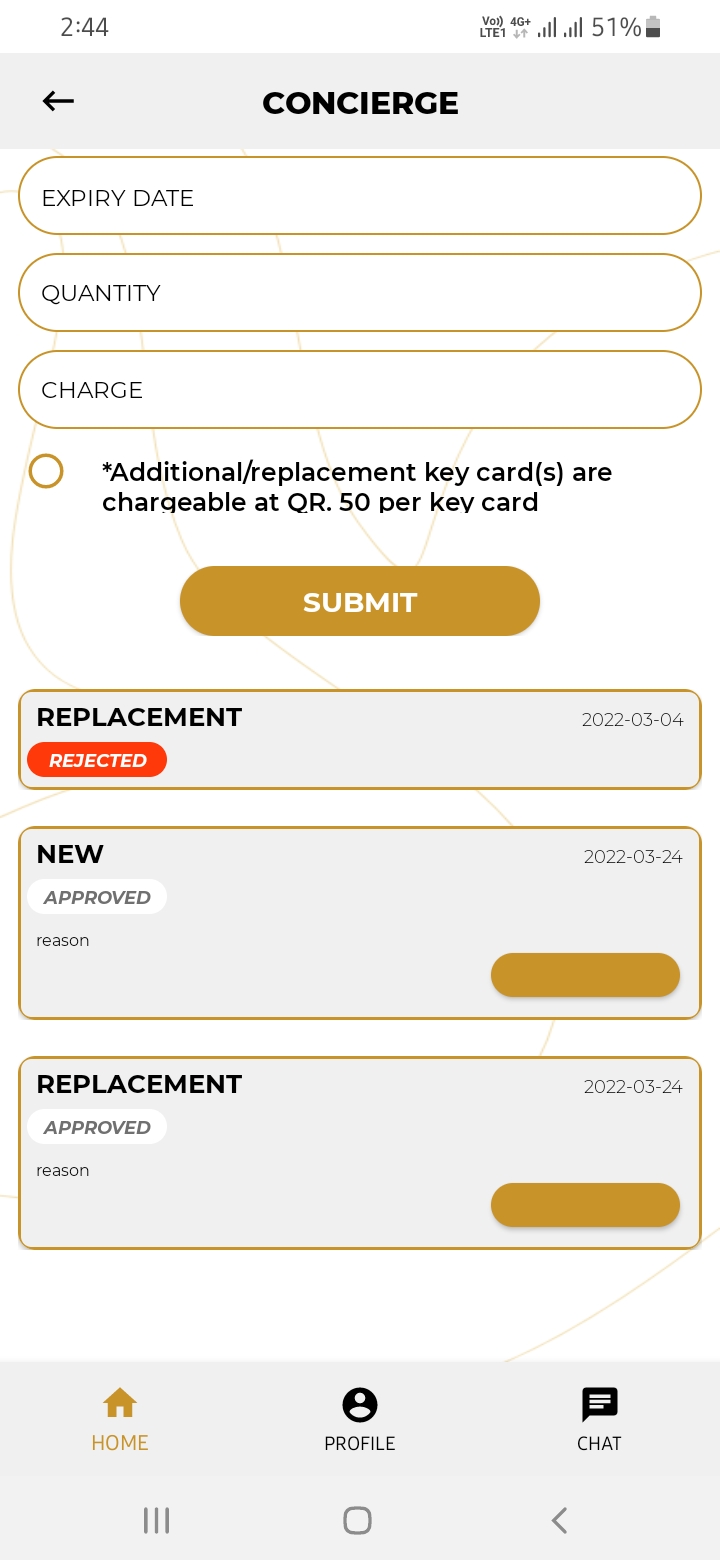 2:44
Vo)) 4G+
LTE1
51%
CONCIERGE
EXPIRY DATE
QUANTITY
CHARGE
*Additional/replacement key card(s) are
chargeable at QR. 50 per key card
SUBMIT
REPLACEMENT
2022-03-04
REJECTED
NEW
2022-03-24
APPROVED
reason
REPLACEMENT
2022-03-24
APPROVED
reason
HOME
PROFILE
CHAT